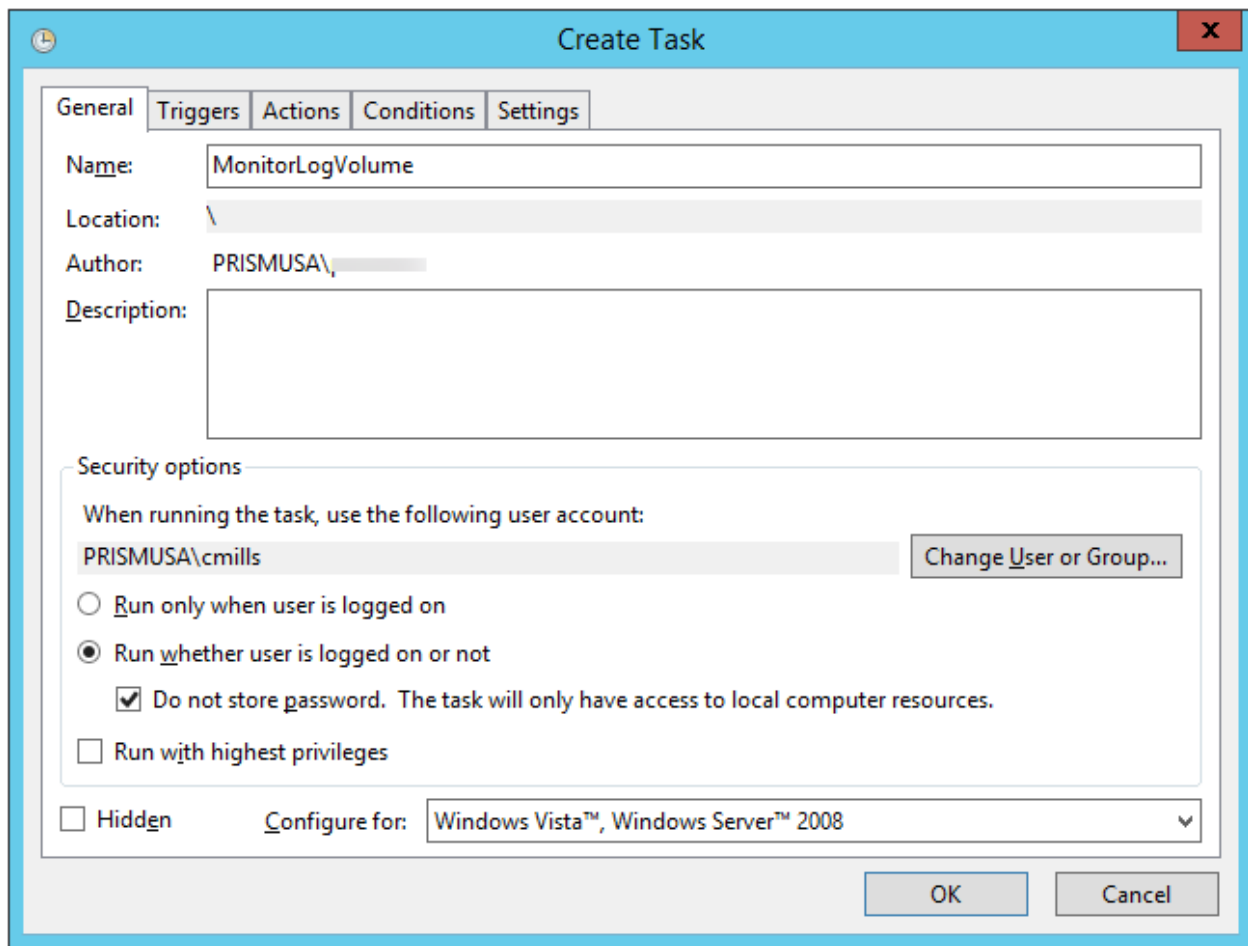 Create Task
General Triggers Actions Conditions Settings
Name: MonitorLogVolume
Location: \
Author: PRISMUSA\
Description:
Security options
When running the task, use the following user account:
PRISMUSA\cmills Change User or Group...
Run only when user is logged on
Run whether user is logged on or not
Do not store password. The task will only have access to local computer resources.
Run with highest privileges
Hidden Configure for: Windows Vista™, Windows Server™ 2008
OK Cancel